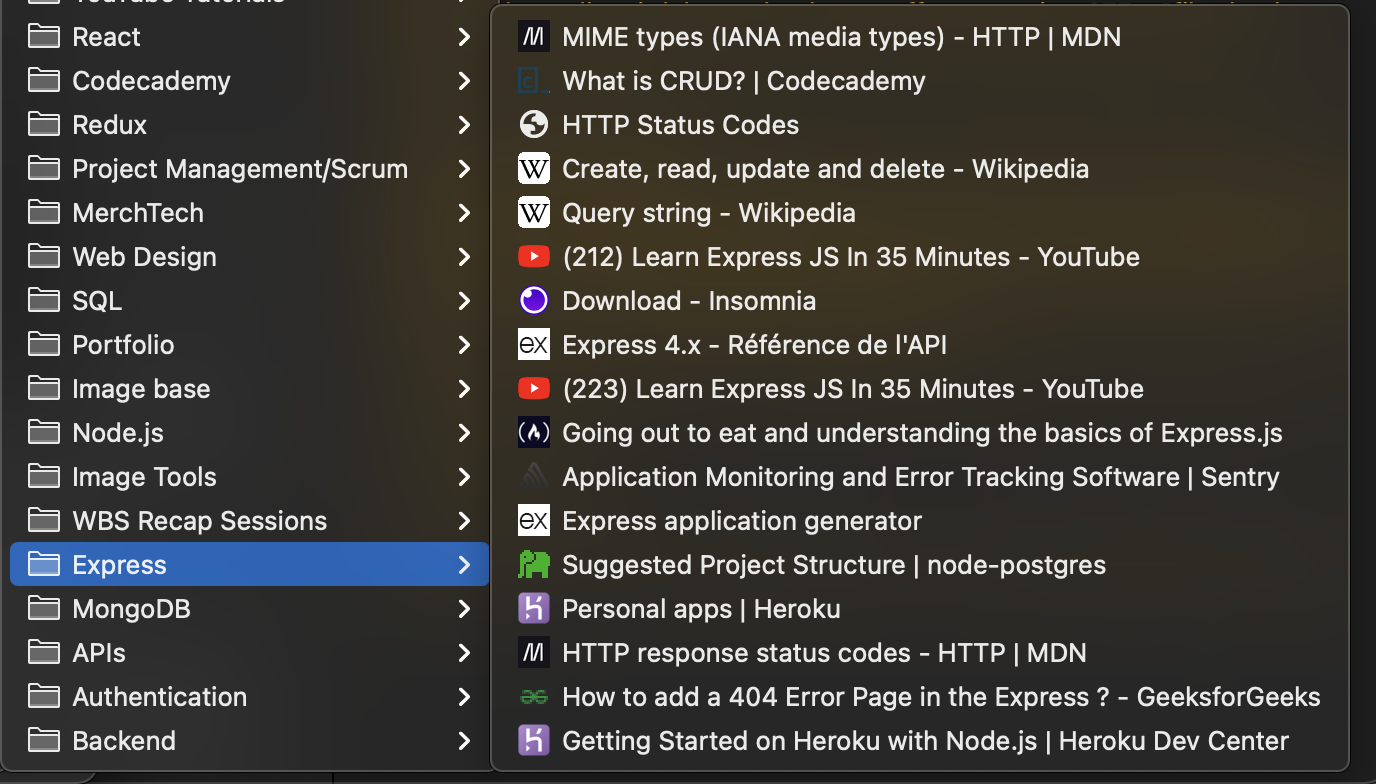 YouTube Tutorials
React
Codecademy
Redux
Project Management/Scrum
MerchTech
Web Design
SQL
Portfolio
Image base
Node.js
Image Tools
WBS Recap Sessions
Express
MongoDB
APIs
Authentication
Backend
MIME types (IANA media types) - HTTP | MDN
What is CRUD? | Codecademy
HTTP Status Codes
W Create, read, update and delete - Wikipedia
W Query string - Wikipedia
(212) Learn Express JS In 35 Minutes - YouTube
Download - Insomnia
ex Express 4.x - Référence de l'API
(223) Learn Express JS In 35 Minutes - YouTube
Going out to eat and understanding the basics of Express.js
Application Monitoring and Error Tracking Software | Sentry
ex Express application generator
Suggested Project Structure | node-postgres
Personal apps | Heroku
HTTP response status codes - HTTP | MDN
How to add a 404 Error Page in the Express ? - GeeksforGeeks
Getting Started on Heroku with Node.js | Heroku Dev Center